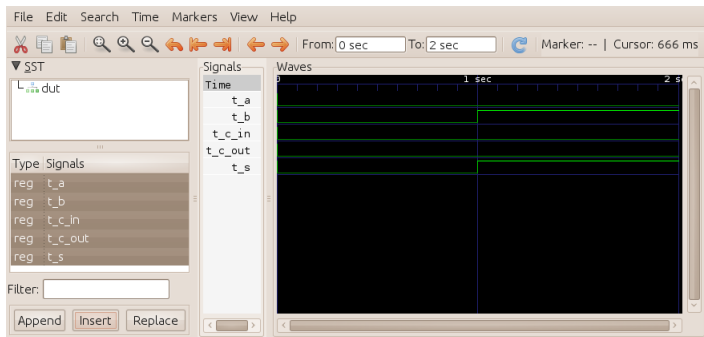 File Edit Search Time Markers View Help
From: 0 sec To: 2 sec Marker: -- | Cursor: 666 ms
▼ SST
dut
Type Signals
reg t_a
reg t_b
reg t_c_in
reg t_c_out
reg t_s
Filter:
Append Insert Replace
Signals
Time
t_a
t_b
t_c_in
t_c_out
t_s
Waves
0 1 sec 2 s